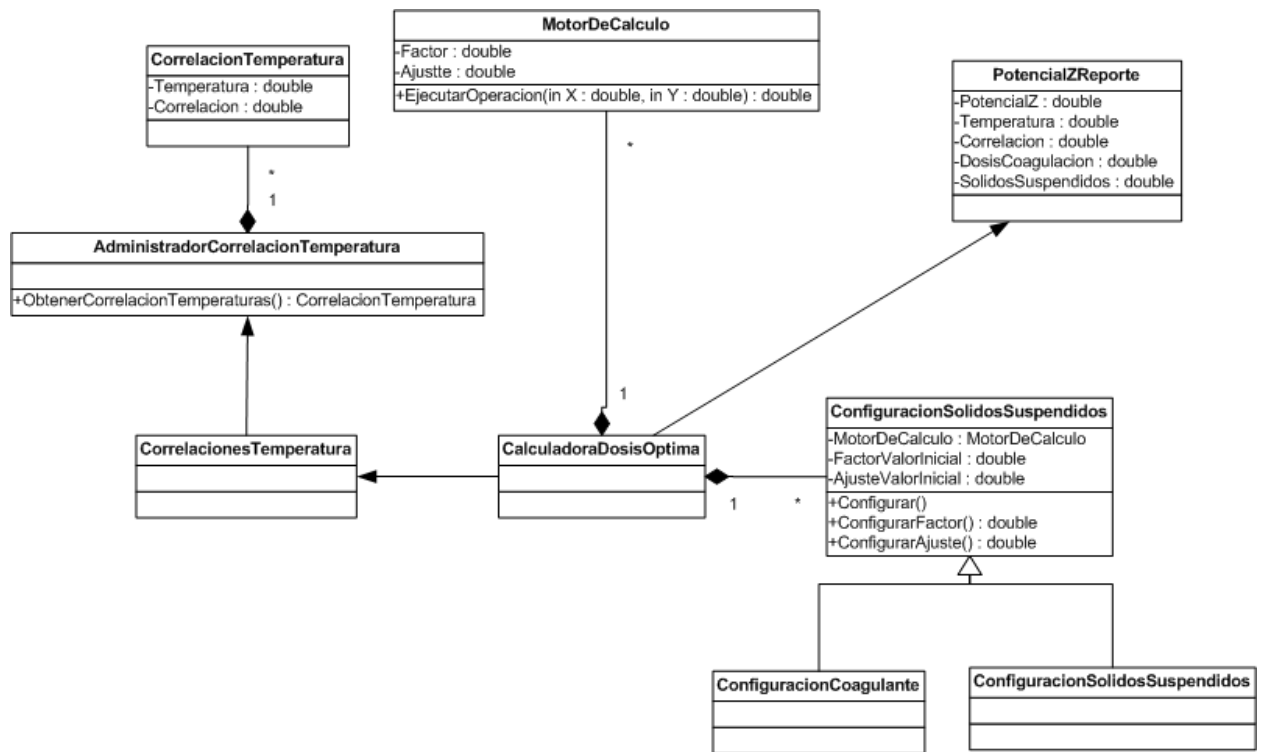 MotorDeCalculo
-Factor : double
-Ajustte : double
+EjecutarOperacion(in X : double, in Y : double) : double
CorrelacionTemperatura
-Temperatura : double
-Correlacion : double
PotencialZReporte
-PotencialZ : double
-Temperatura : double
-Correlacion : double
-DosisCoagulacion : double
-SolidosSuspendidos : double
*
*
1
AdministradorCorrelacionTemperatura
+ObtenerCorrelacionTemperaturas() : CorrelacionTemperatura
1
ConfiguracionSolidosSuspendidos
-MotorDeCalculo : MotorDeCalculo
-FactorValorInicial : double
-AjusteValorInicial : double
+Configurar()
+ConfigurarFactor() : double
+ConfigurarAjuste() : double
CorrelacionesTemperatura
CalculadoraDosisOptima
1
*
ConfiguracionCoagulante
ConfiguracionSolidosSuspendidos